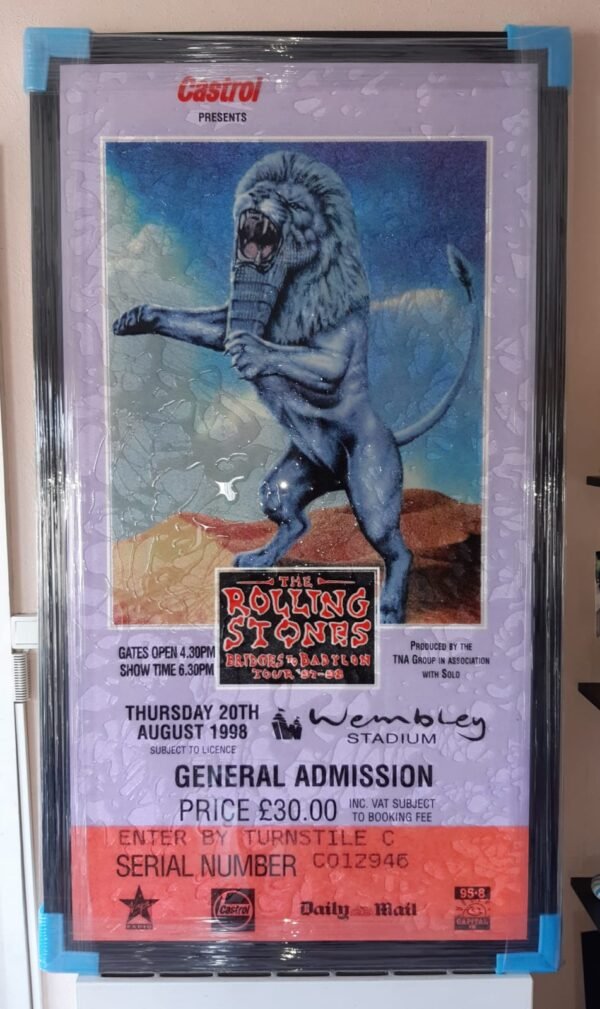 Castrol
PRESENTS
THE
ROLLING
STONES
BRIDGES TO BABYLON
TOUR '97-98
GATES OPEN 4.30PM
SHOW TIME 6.30PM
PRODUCED BY THE
TNA GROUP IN ASSOCIATION
WITH SOLO
THURSDAY 20TH
AUGUST 1998
SUBJECT TO LICENCE
Wembley
STADIUM
GENERAL ADMISSION
PRICE £30.00
INC. VAT SUBJECT
TO BOOKING FEE
ENTER BY TURNSTILE C
SERIAL NUMBER C012946
RADIO
Castrol
Daily Mail
95·8
CAPITAL
FM